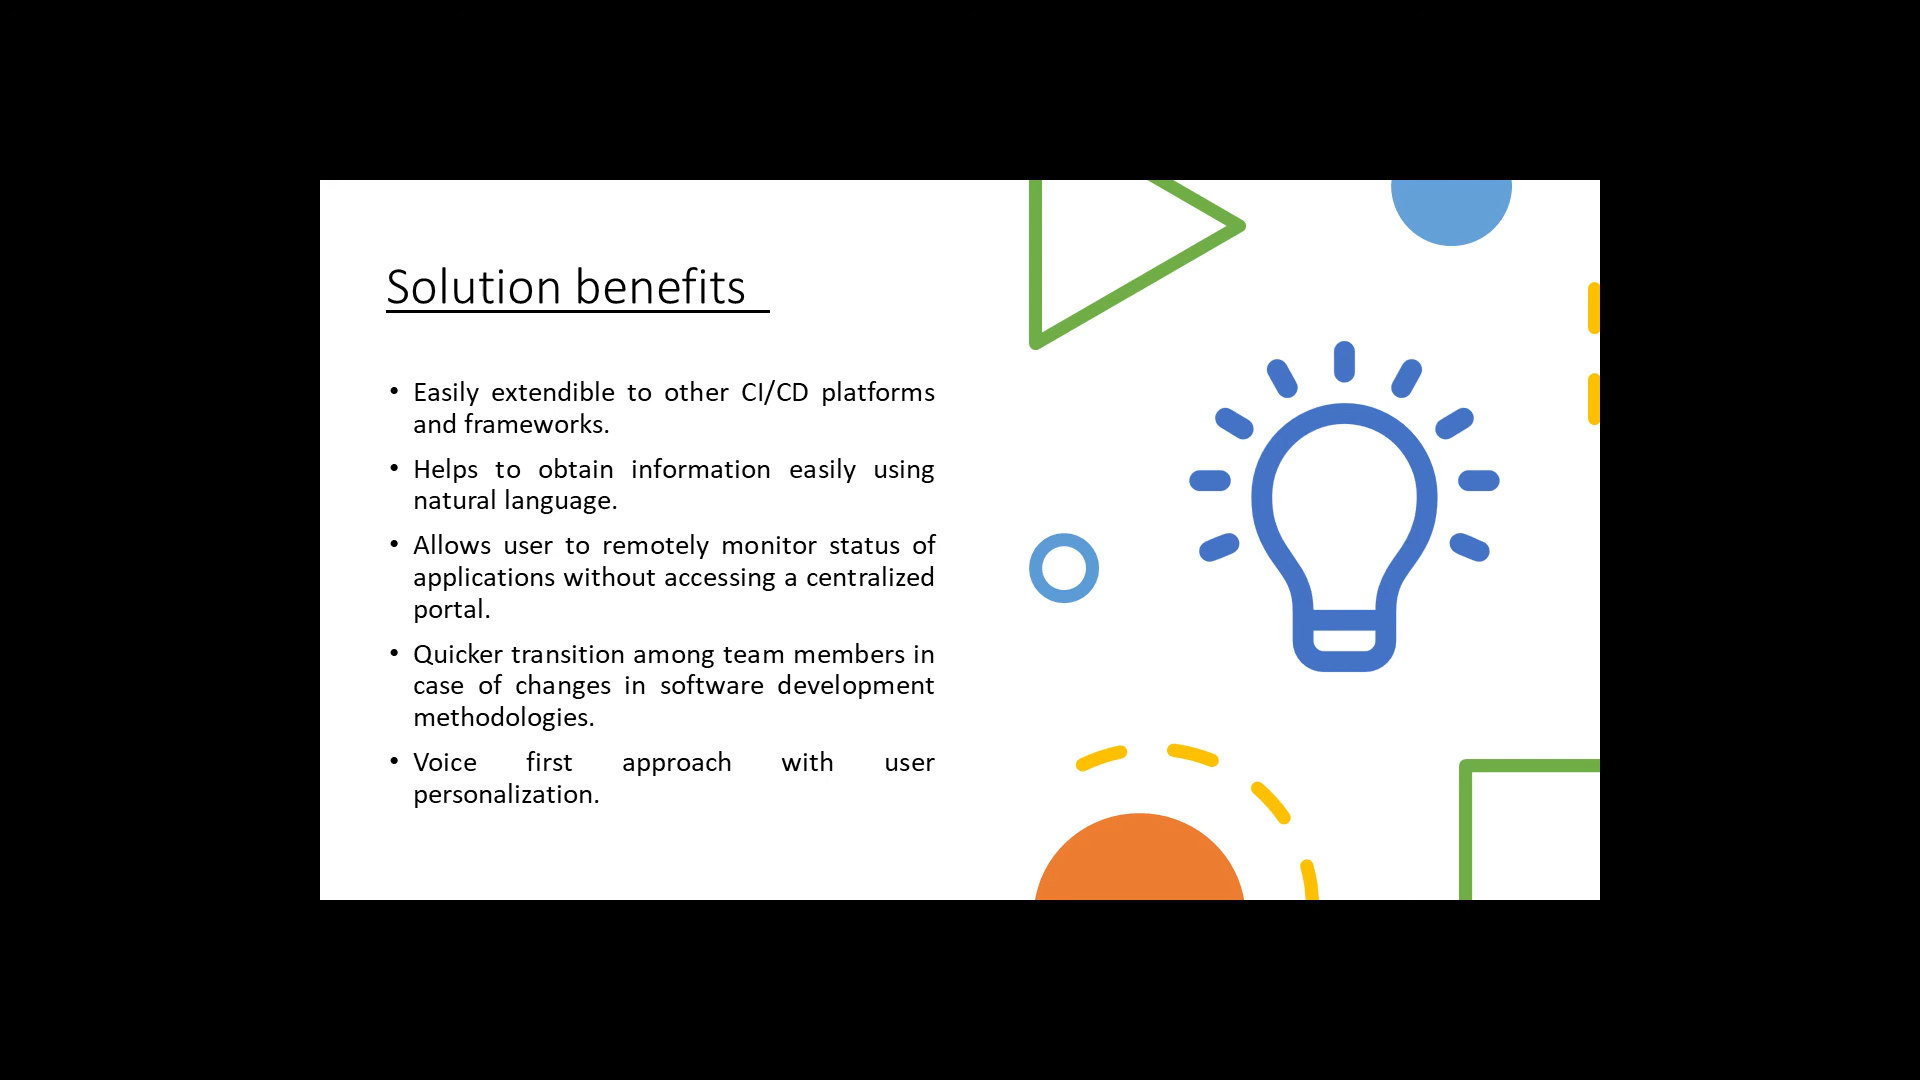 Solution benefits
• Easily extendible to other CI/CD platforms
and frameworks.
• Helps to obtain information easily using
natural language.
• Allows user to remotely monitor status of
applications without accessing a centralized
portal.
• Quicker transition among team members in
case of changes in software development
methodologies.
• Voice first approach with user
personalization.